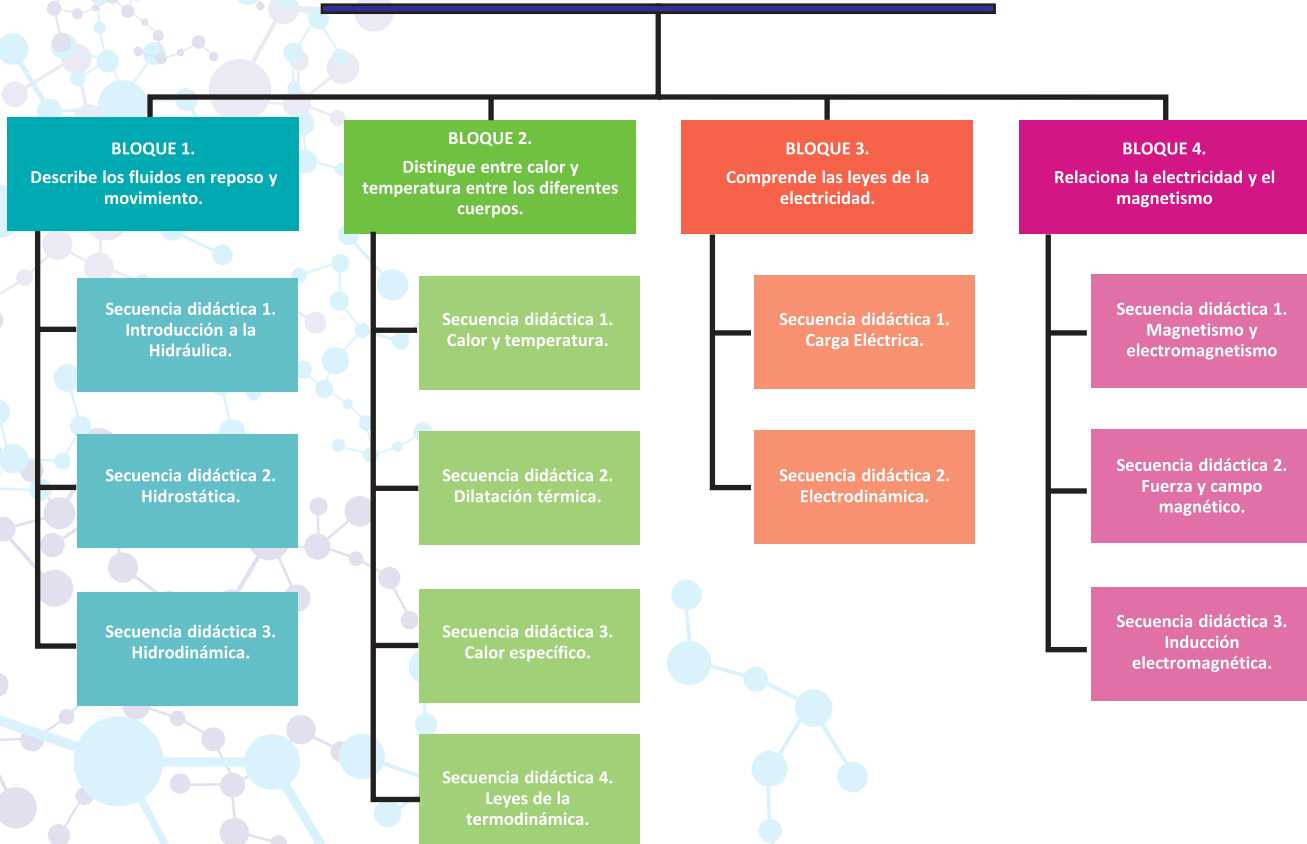 BLOQUE 1.
Describe los fluidos en reposo y
movimiento.
Secuencia didáctica 1.
Introducción a la
Hidráulica.
Secuencia didáctica 2.
Hidrostática.
Secuencia didáctica 3.
Hidrodinámica.
BLOQUE 2.
Distingue entre calor y
temperatura entre los diferentes
cuerpos.
Secuencia didáctica 1.
Calor y temperatura.
Secuencia didáctica 2.
Dilatación térmica.
Secuencia didáctica 3.
Calor específico.
Secuencia didáctica 4.
Leyes de la
termodinámica.
BLOQUE 3.
Comprende las leyes de la
electricidad.
Secuencia didáctica 1.
Carga Eléctrica.
Secuencia didáctica 2.
Electrodinámica.
BLOQUE 4.
Relaciona la electricidad y el
magnetismo
Secuencia didáctica 1.
Magnetismo y
electromagnetismo
Secuencia didáctica 2.
Fuerza y campo
magnético.
Secuencia didáctica 3.
Inducción
electromagnética.